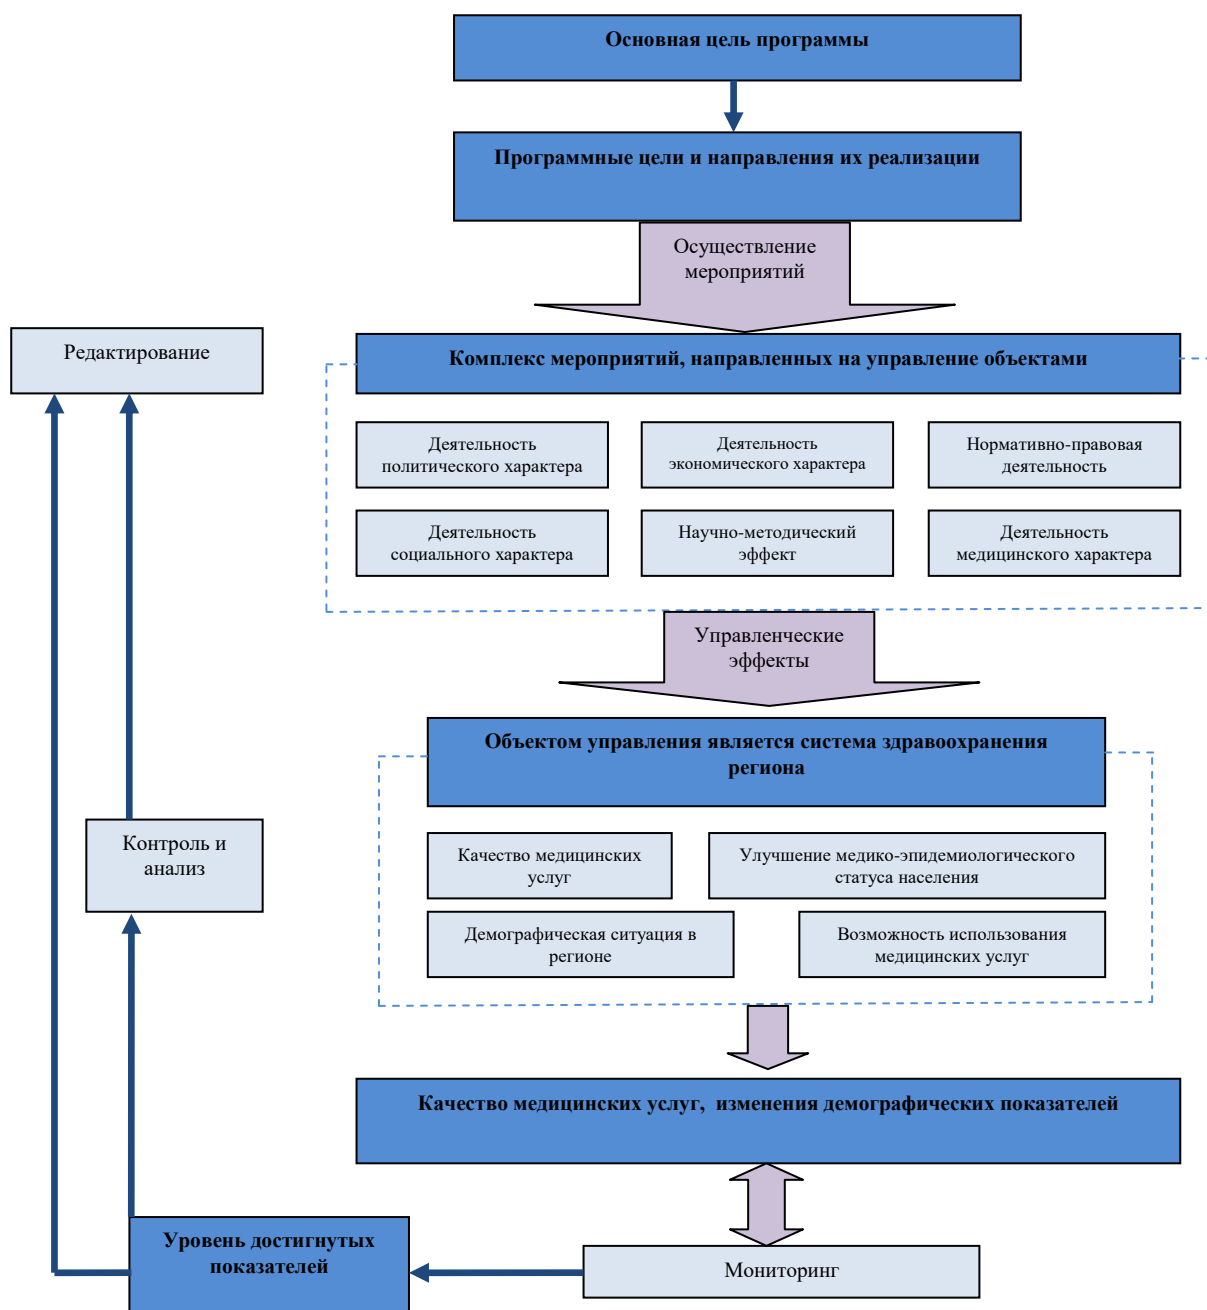 Основная цель программы
Программные цели и направления их реализации
Осуществление
мероприятий
Редактирование
Комплекс мероприятий, направленных на управление объектами
Деятельность
политического характера
Деятельность
экономического характера
Нормативно-правовая
деятельность
Деятельность
социального характера
Научно-методический
эффект
Деятельность
медицинского характера
Управленческие
эффекты
Объектом управления является система здравоохранения
региона
Контроль и
анализ
Качество медицинских
услуг
Улучшение медико-эпидемиологического
статуса населения
Демографическая ситуация в
регионе
Возможность использования
медицинских услуг
Качество медицинских услуг,  изменения демографических показателей
Уровень достигнутых
показателей
Мониторинг